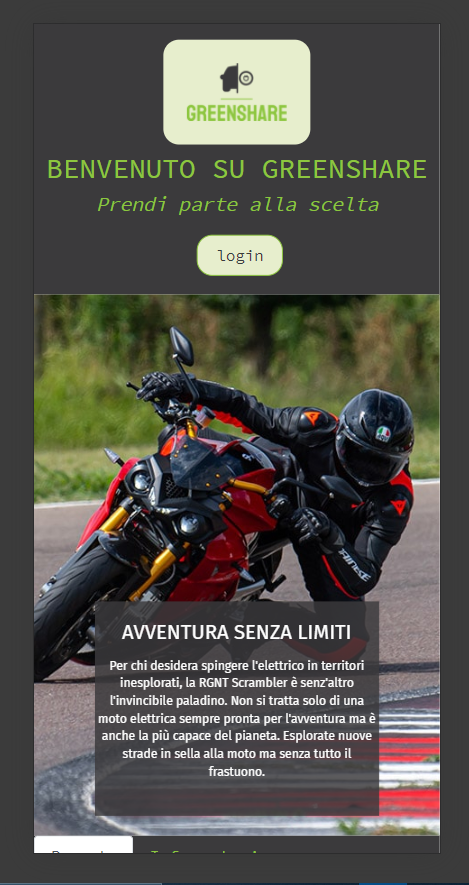 GREENSHARE
BENVENUTO SU GREENSHARE
Prendi parte alla scelta
login
DAINESE
AVVENTURA SENZA LIMITI
Per chi desidera spingere l'elettrico in territori
inesplorati, la RGNT Scrambler è senz'altro
l'invincibile paladino. Non si tratta solo di una
moto elettrica sempre pronta per l'avventura ma è
anche la più capace del pianeta. Esplorate nuove
strade in sella alla moto ma senza tutto il
frastuono.